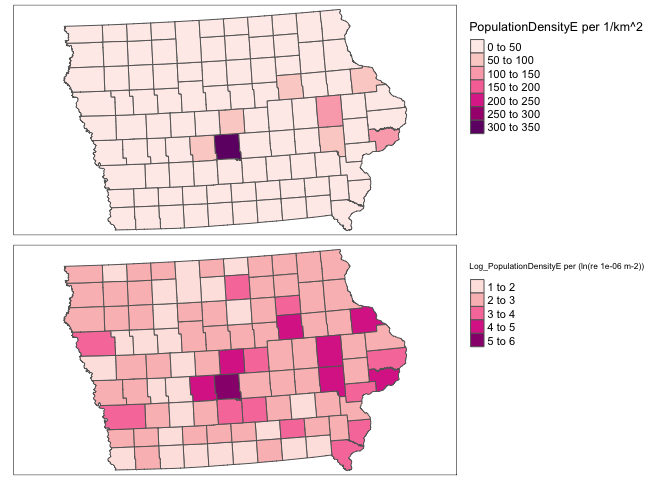 PopulationDensityE per 1/km^2
0 to 50
50 to 100
100 to 150
150 to 200
200 to 250
250 to 300
300 to 350
Log_PopulationDensityE per (ln(re 1e-06 m-2))
1 to 2
2 to 3
3 to 4
4 to 5
5 to 6